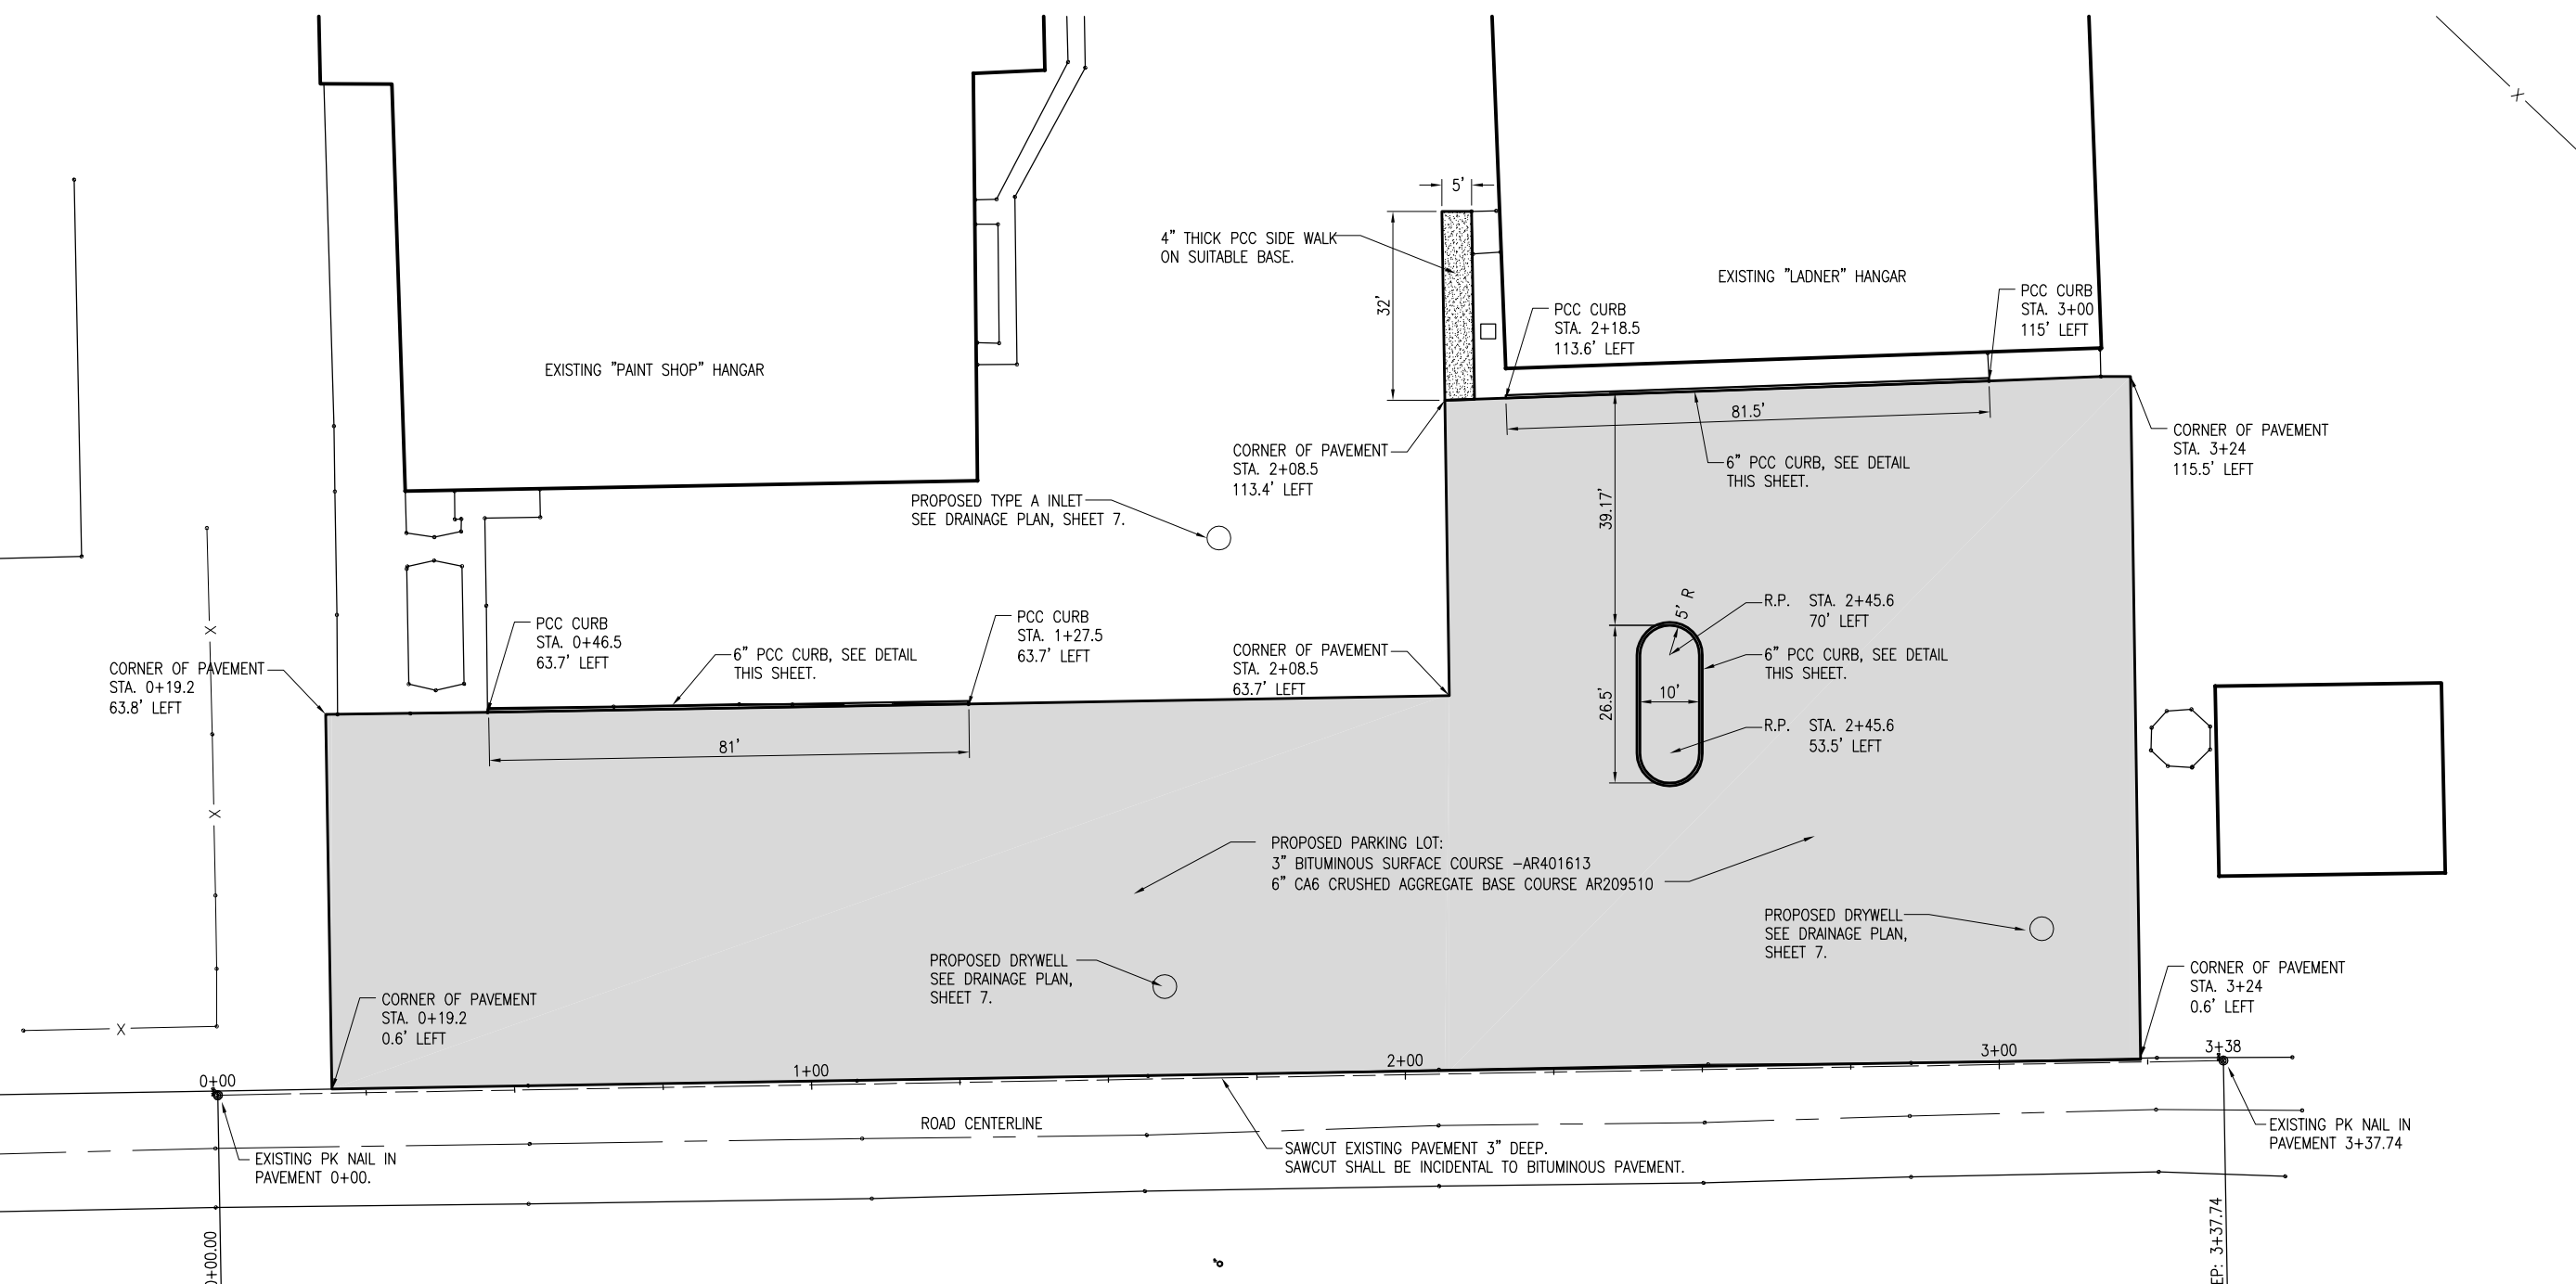 5'
4" THICK PCC SIDE WALK
ON SUITABLE BASE.
32'
EXISTING "LADNER" HANGAR
PCC CURB
STA. 2+18.5
113.6' LEFT
PCC CURB
STA. 3+00
115' LEFT
EXISTING "PAINT SHOP" HANGAR
81.5'
CORNER OF PAVEMENT
STA. 2+08.5
113.4' LEFT
6" PCC CURB, SEE DETAIL
THIS SHEET.
CORNER OF PAVEMENT
STA. 3+24
115.5' LEFT
PROPOSED TYPE A INLET
SEE DRAINAGE PLAN, SHEET 7.
39.17'
X
X
5' R
R.P. STA. 2+45.6
70' LEFT
PCC CURB
STA. 0+46.5
63.7' LEFT
PCC CURB
STA. 1+27.5
63.7' LEFT
6" PCC CURB, SEE DETAIL
THIS SHEET.
CORNER OF PAVEMENT
STA. 2+08.5
63.7' LEFT
6" PCC CURB, SEE DETAIL
THIS SHEET.
CORNER OF PAVEMENT
STA. 0+19.2
63.8' LEFT
10'
26.5'
R.P. STA. 2+45.6
53.5' LEFT
81'
X
PROPOSED PARKING LOT:
3" BITUMINOUS SURFACE COURSE -AR401613
6" CA6 CRUSHED AGGREGATE BASE COURSE AR209510
PROPOSED DRYWELL
SEE DRAINAGE PLAN,
SHEET 7.
PROPOSED DRYWELL
SEE DRAINAGE PLAN,
SHEET 7.
CORNER OF PAVEMENT
STA. 3+24
0.6' LEFT
CORNER OF PAVEMENT
STA. 0+19.2
0.6' LEFT
X
0+00
1+00
2+00
3+00
3+38
ROAD CENTERLINE
EXISTING PK NAIL IN
PAVEMENT 0+00.
SAWCUT EXISTING PAVEMENT 3" DEEP.
SAWCUT SHALL BE INCIDENTAL TO BITUMINOUS PAVEMENT.
EXISTING PK NAIL IN
PAVEMENT 3+37.74
0+00.00
EP: 3+37.74